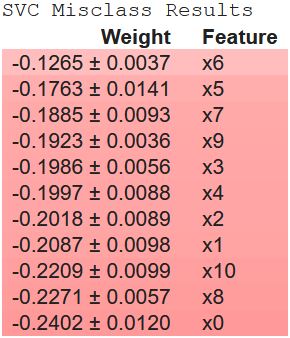 SVC Misclass Results
Weight Feature
-0.1265 ± 0.0037 x6
-0.1763 ± 0.0141 x5
-0.1885 ± 0.0093 x7
-0.1923 ± 0.0036 x9
-0.1986 ± 0.0056 x3
-0.1997 ± 0.0088 x4
-0.2018 ± 0.0089 x2
-0.2087 ± 0.0098 x1
-0.2209 ± 0.0099 x10
-0.2271 ± 0.0057 x8
-0.2402 ± 0.0120 x0